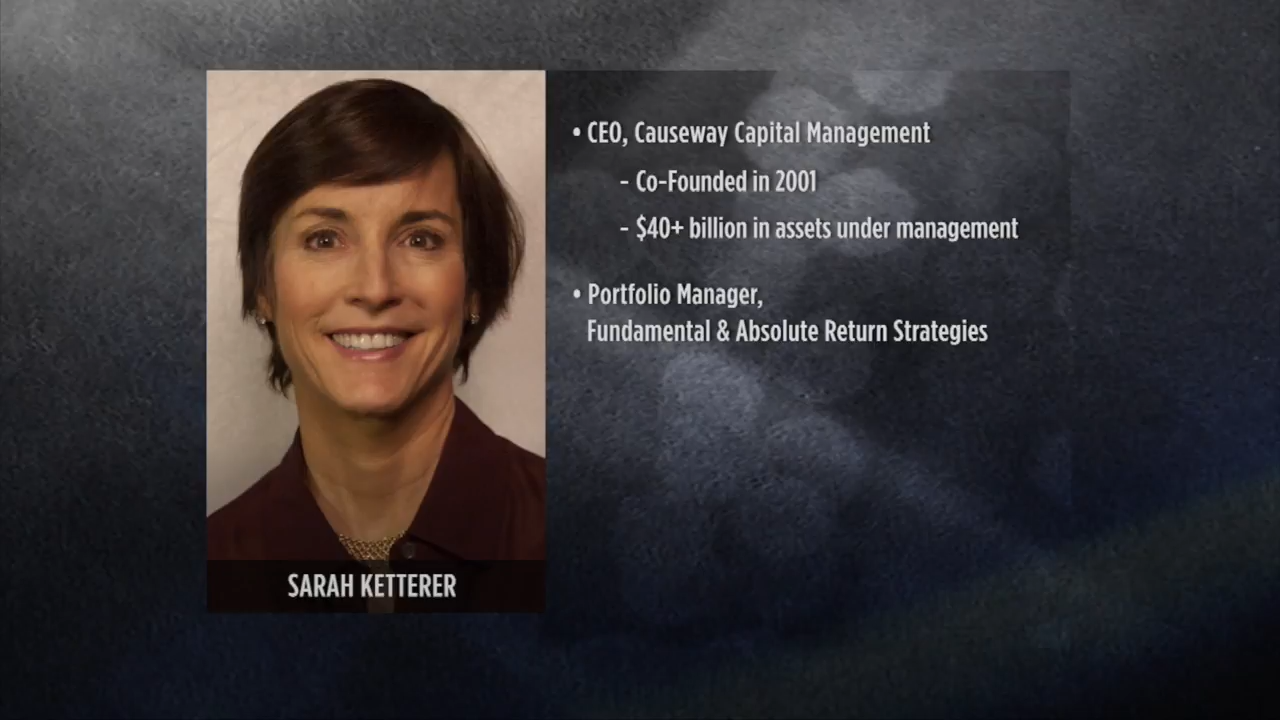 • CEO, Causeway Capital Management
- Co-Founded in 2001
- $40+ billion in assets under management
• Portfolio Manager,
Fundamental & Absolute Return Strategies
SARAH KETTERER